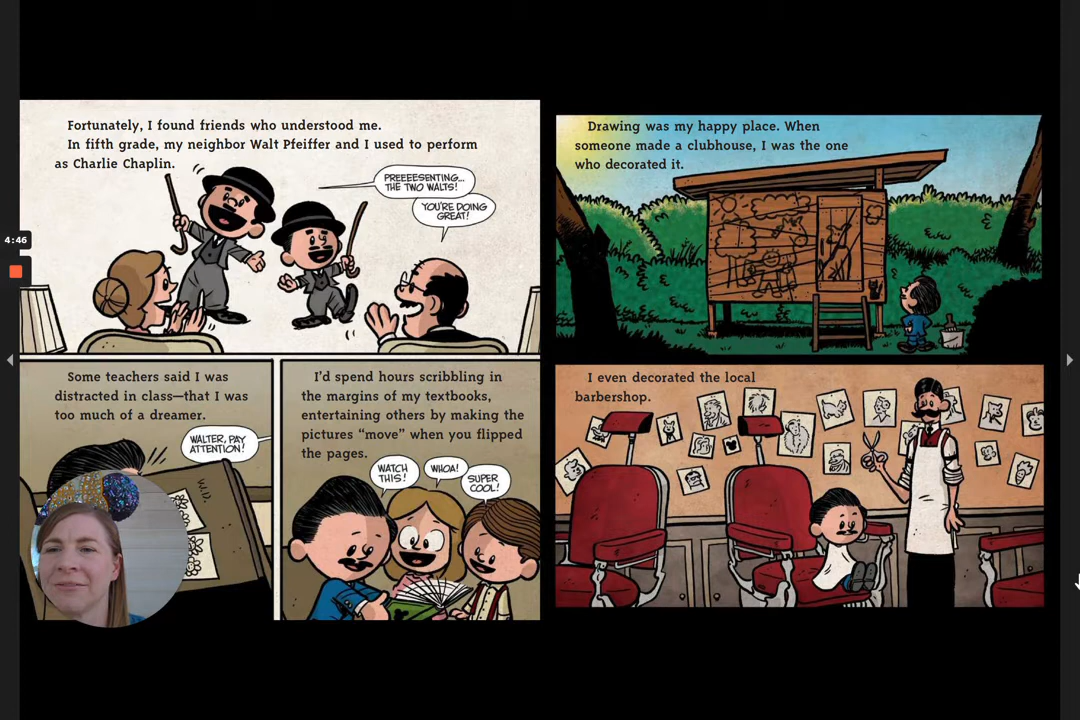 Fortunately, I found friends who understood me.
In fifth grade, my neighbor Walt Pfeiffer and I used to perform
as Charlie Chaplin.
PREEEESENTING...
THE TWO WALTS!
YOU'RE DOING
GREAT!
4:46
Some teachers said I was
distracted in class—that I was
too much of a dreamer.
WALTER, PAY
ATTENTION!
I'd spend hours scribbling in
the margins of my textbooks,
entertaining others by making the
pictures “move” when you flipped
the pages.
WATCH
THIS!
WHOA!
SUPER
COOL!
Drawing was my happy place. When
someone made a clubhouse, I was the one
who decorated it.
I even decorated the local
barbershop.